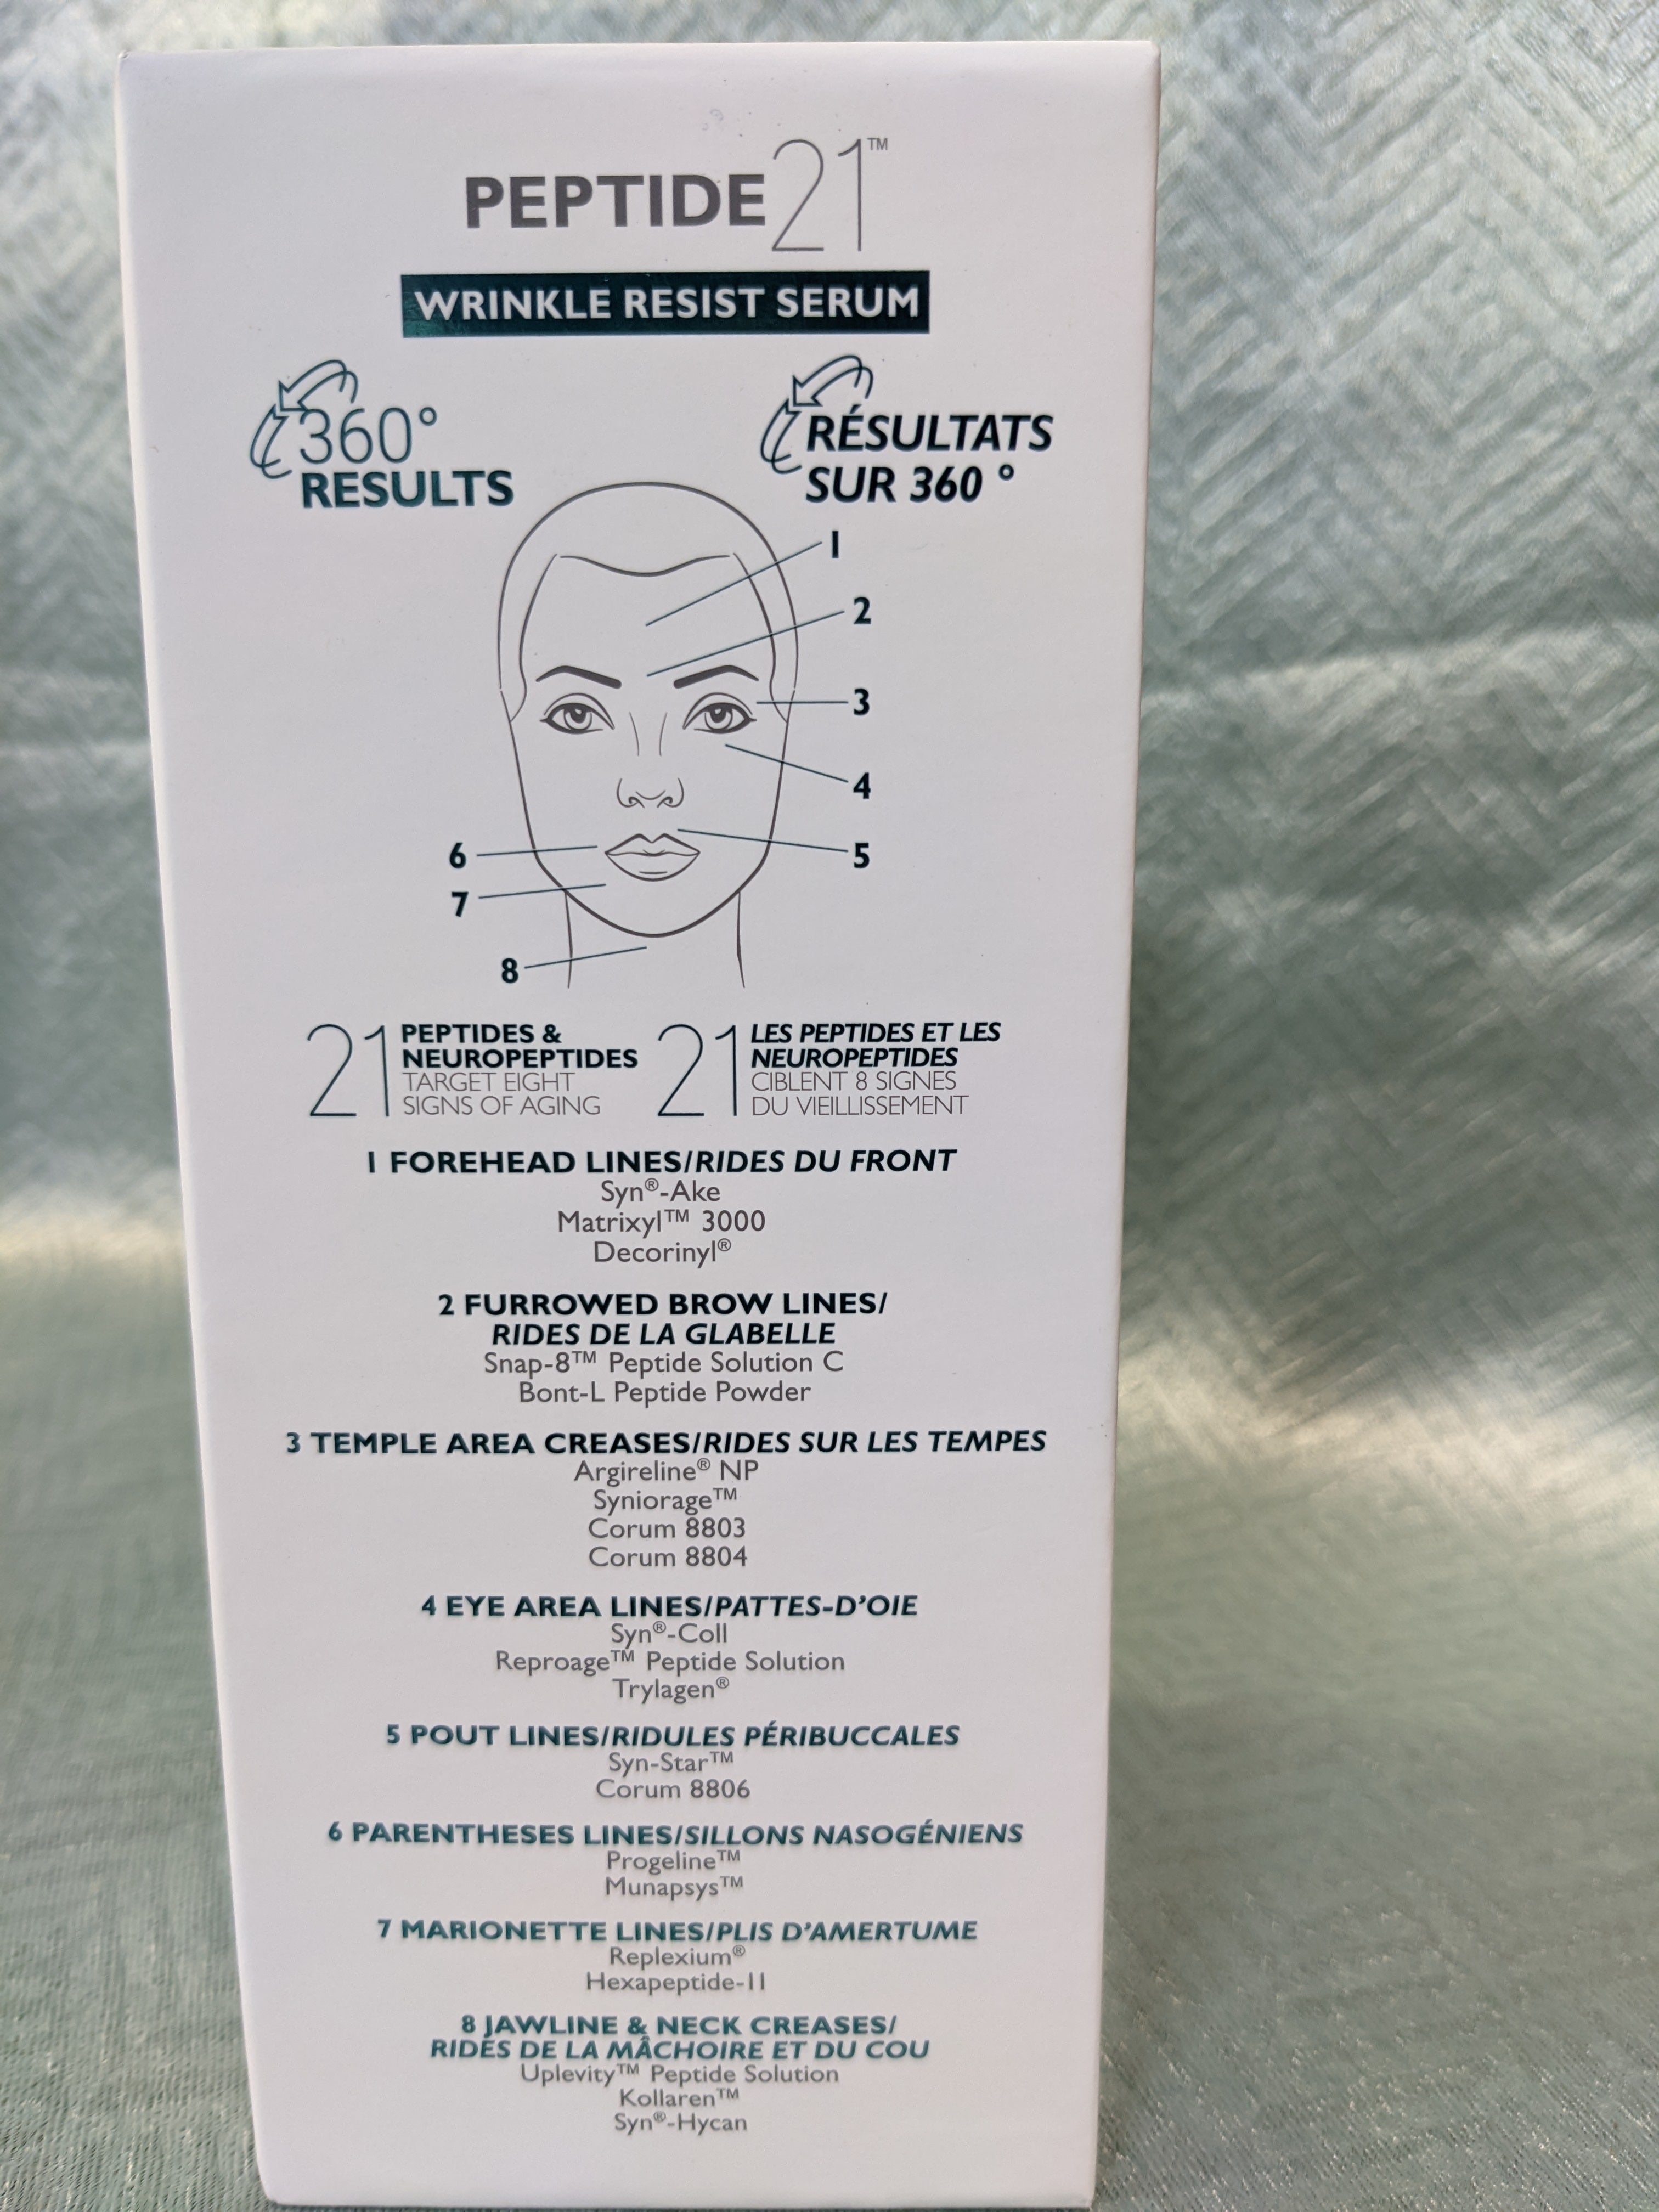 PEPTIDE 21™
WRINKLE RESIST SERUM
360°
RESULTS
RÉSULTATS
SUR 360 °
1
2
3
4
5
6
7
8
21 PEPTIDES &
NEUROPEPTIDES
TARGET EIGHT
SIGNS OF AGING
21 LES PEPTIDES ET LES
NEUROPEPTIDES
CIBLENT 8 SIGNES
DU VIEILLISSEMENT
1 FOREHEAD LINES/RIDES DU FRONT
Syn®-Ake
Matrixyl™ 3000
Decorinyl®
2 FURROWED BROW LINES/
RIDES DE LA GLABELLE
Snap-8™ Peptide Solution C
Bont-L Peptide Powder
3 TEMPLE AREA CREASES/RIDES SUR LES TEMPES
Argireline® NP
Syniorage™
Corum 8803
Corum 8804
4 EYE AREA LINES/PATTES-D'OIE
Syn®-Coll
Reproage™ Peptide Solution
Trylagen®
5 POUT LINES/RIDULES PÉRIBUCCALES
Syn-Star™
Corum 8806
6 PARENTHESES LINES/SILLONS NASOGÉNIENS
Progeline™
Munapsys™
7 MARIONETTE LINES/PLIS D'AMERTUME
Replexium®
Hexapeptide-11
8 JAWLINE & NECK CREASES/
RIDES DE LA MÂCHOIRE ET DU COU
Uplevity™ Peptide Solution
Kollaren™
Syn®-Hycan